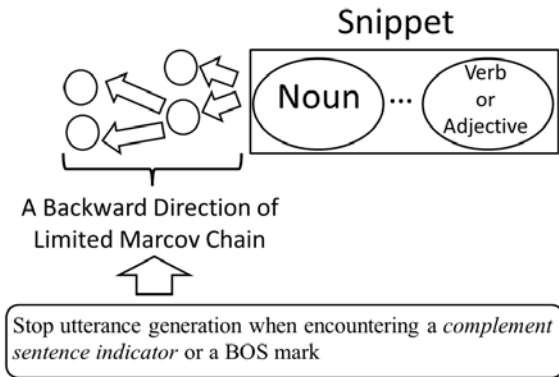 Snippet
Noun ... Verb
or
Adjective
A Backward Direction of
Limited Marcov Chain
Stop utterance generation when encountering a complement
sentence indicator or a BOS mark